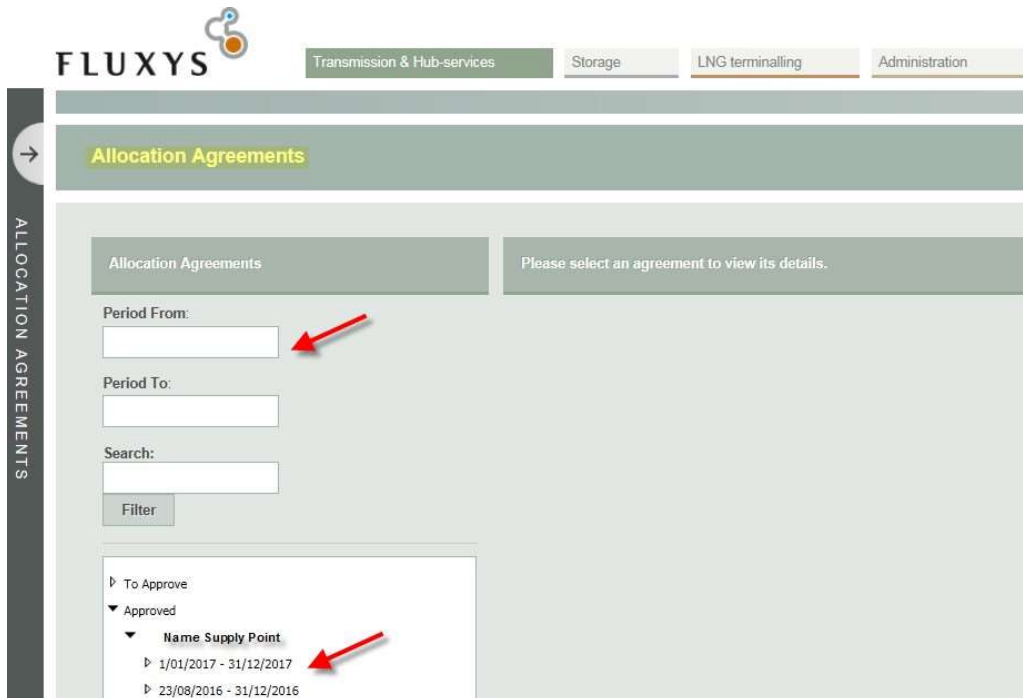 FLUXYS
Transmission & Hub-services Storage LNG terminalling Administration
Allocation Agreements
ALLOCATION AGREEMENTS
Allocation Agreements Please select an agreement to view its details.
Period From:
Period To:
Search:
Filter
To Approve
Approved
Name Supply Point
1/01/2017 - 31/12/2017
23/08/2016 - 31/12/2016